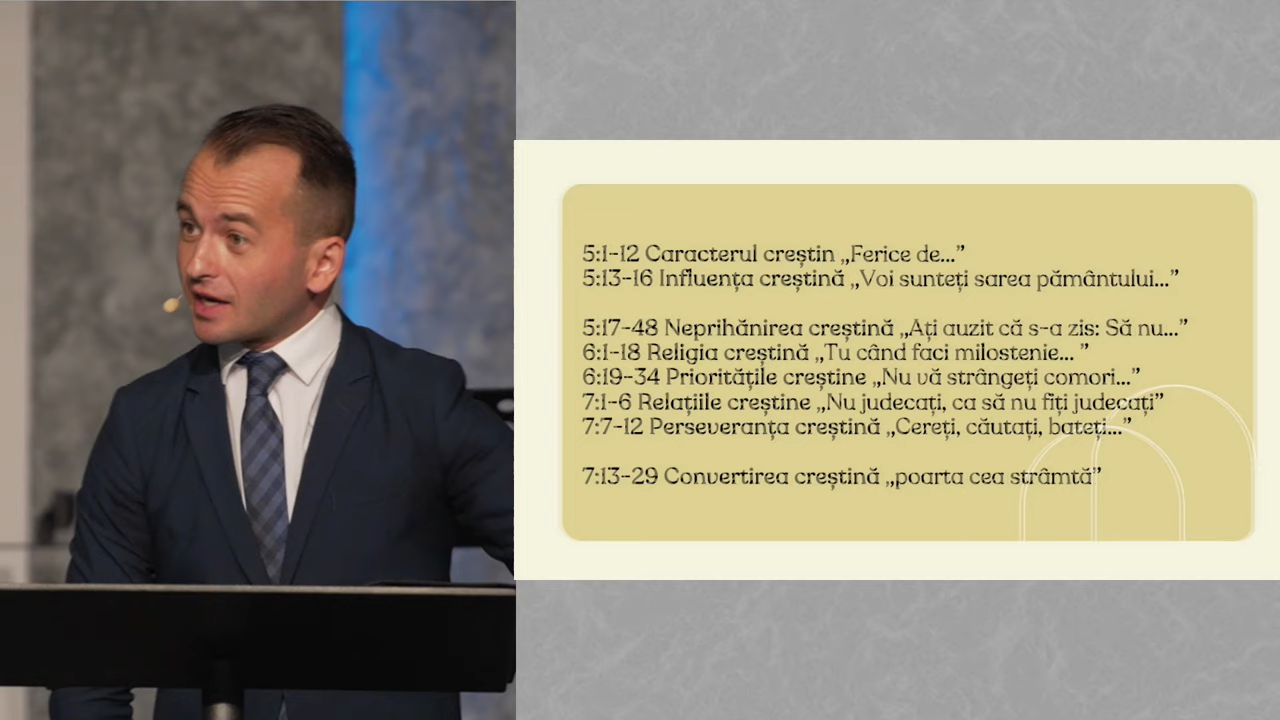 5:1-12 Caracterul creștin „Ferice de...”
5:13-16 Influența creștină „Voi sunteți sarea pământului...”
5:17-48 Neprihănirea creștină „Ați auzit că s-a zis: Să nu...”
6:1-18 Religia creștină „Tu când faci milostenie... ”
6:19-34 Prioritățile creștine „Nu vă strângeți comori...”
7:1-6 Relațiile creștine „Nu judecați, ca să nu fiți judecați”
7:7-12 Perseveranța creștină „Cereți, căutați, bateți...”
7:13-29 Convertirea creștină „poarta cea strâmtă”